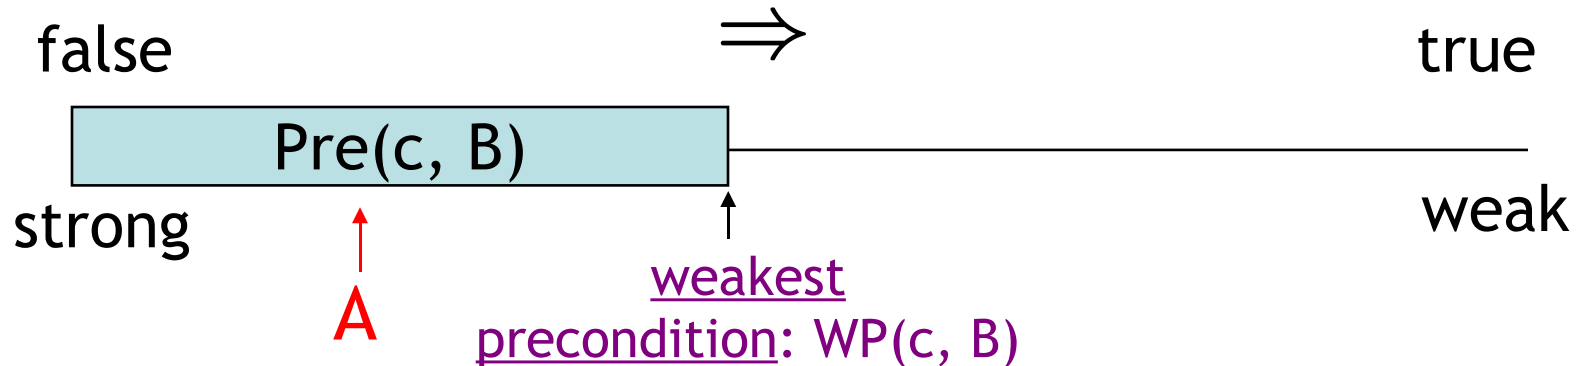 ⇒
false true
Pre(c, B)
strong weak
A
weakest
precondition: WP(c, B)